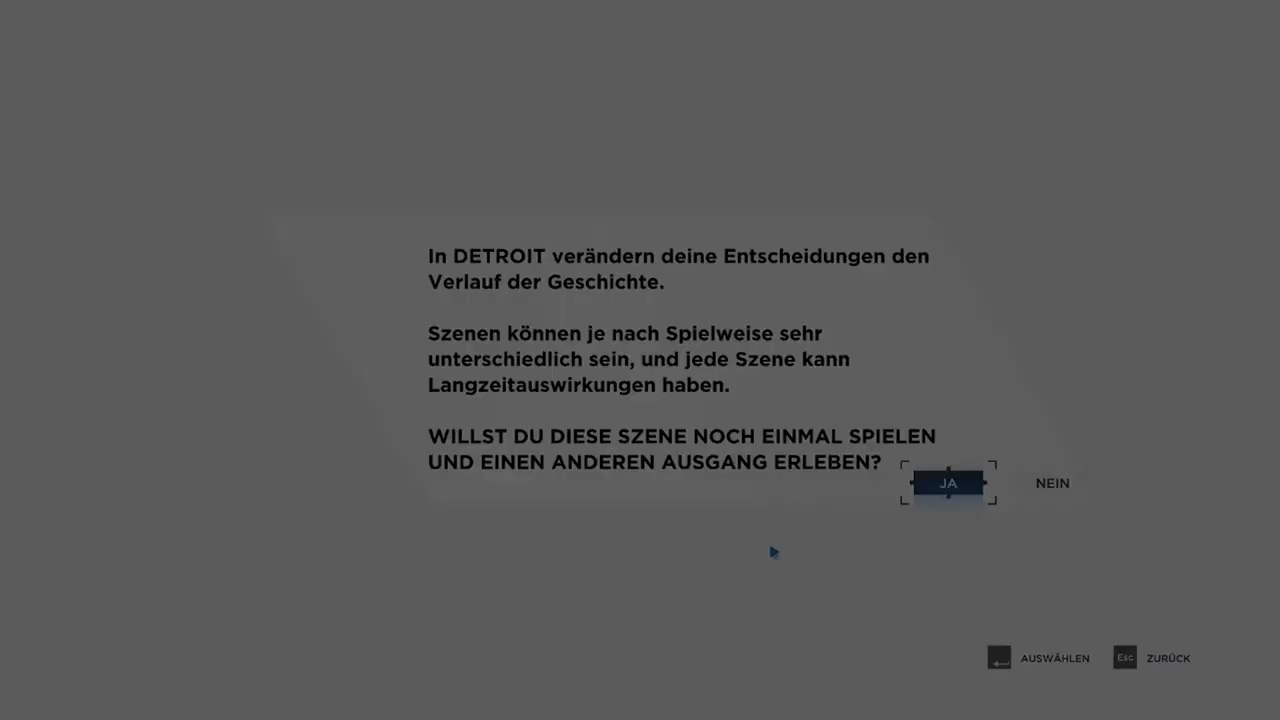 In DETROIT verändern deine Entscheidungen den
Verlauf der Geschichte.
Szenen können je nach Spielweise sehr
unterschiedlich sein, und jede Szene kann
Langzeitauswirkungen haben.
WILLST DU DIESE SZENE NOCH EINMAL SPIELEN
UND EINEN ANDEREN AUSGANG ERLEBEN?
JA NEIN
AUSWÄHLEN Esc ZURÜCK